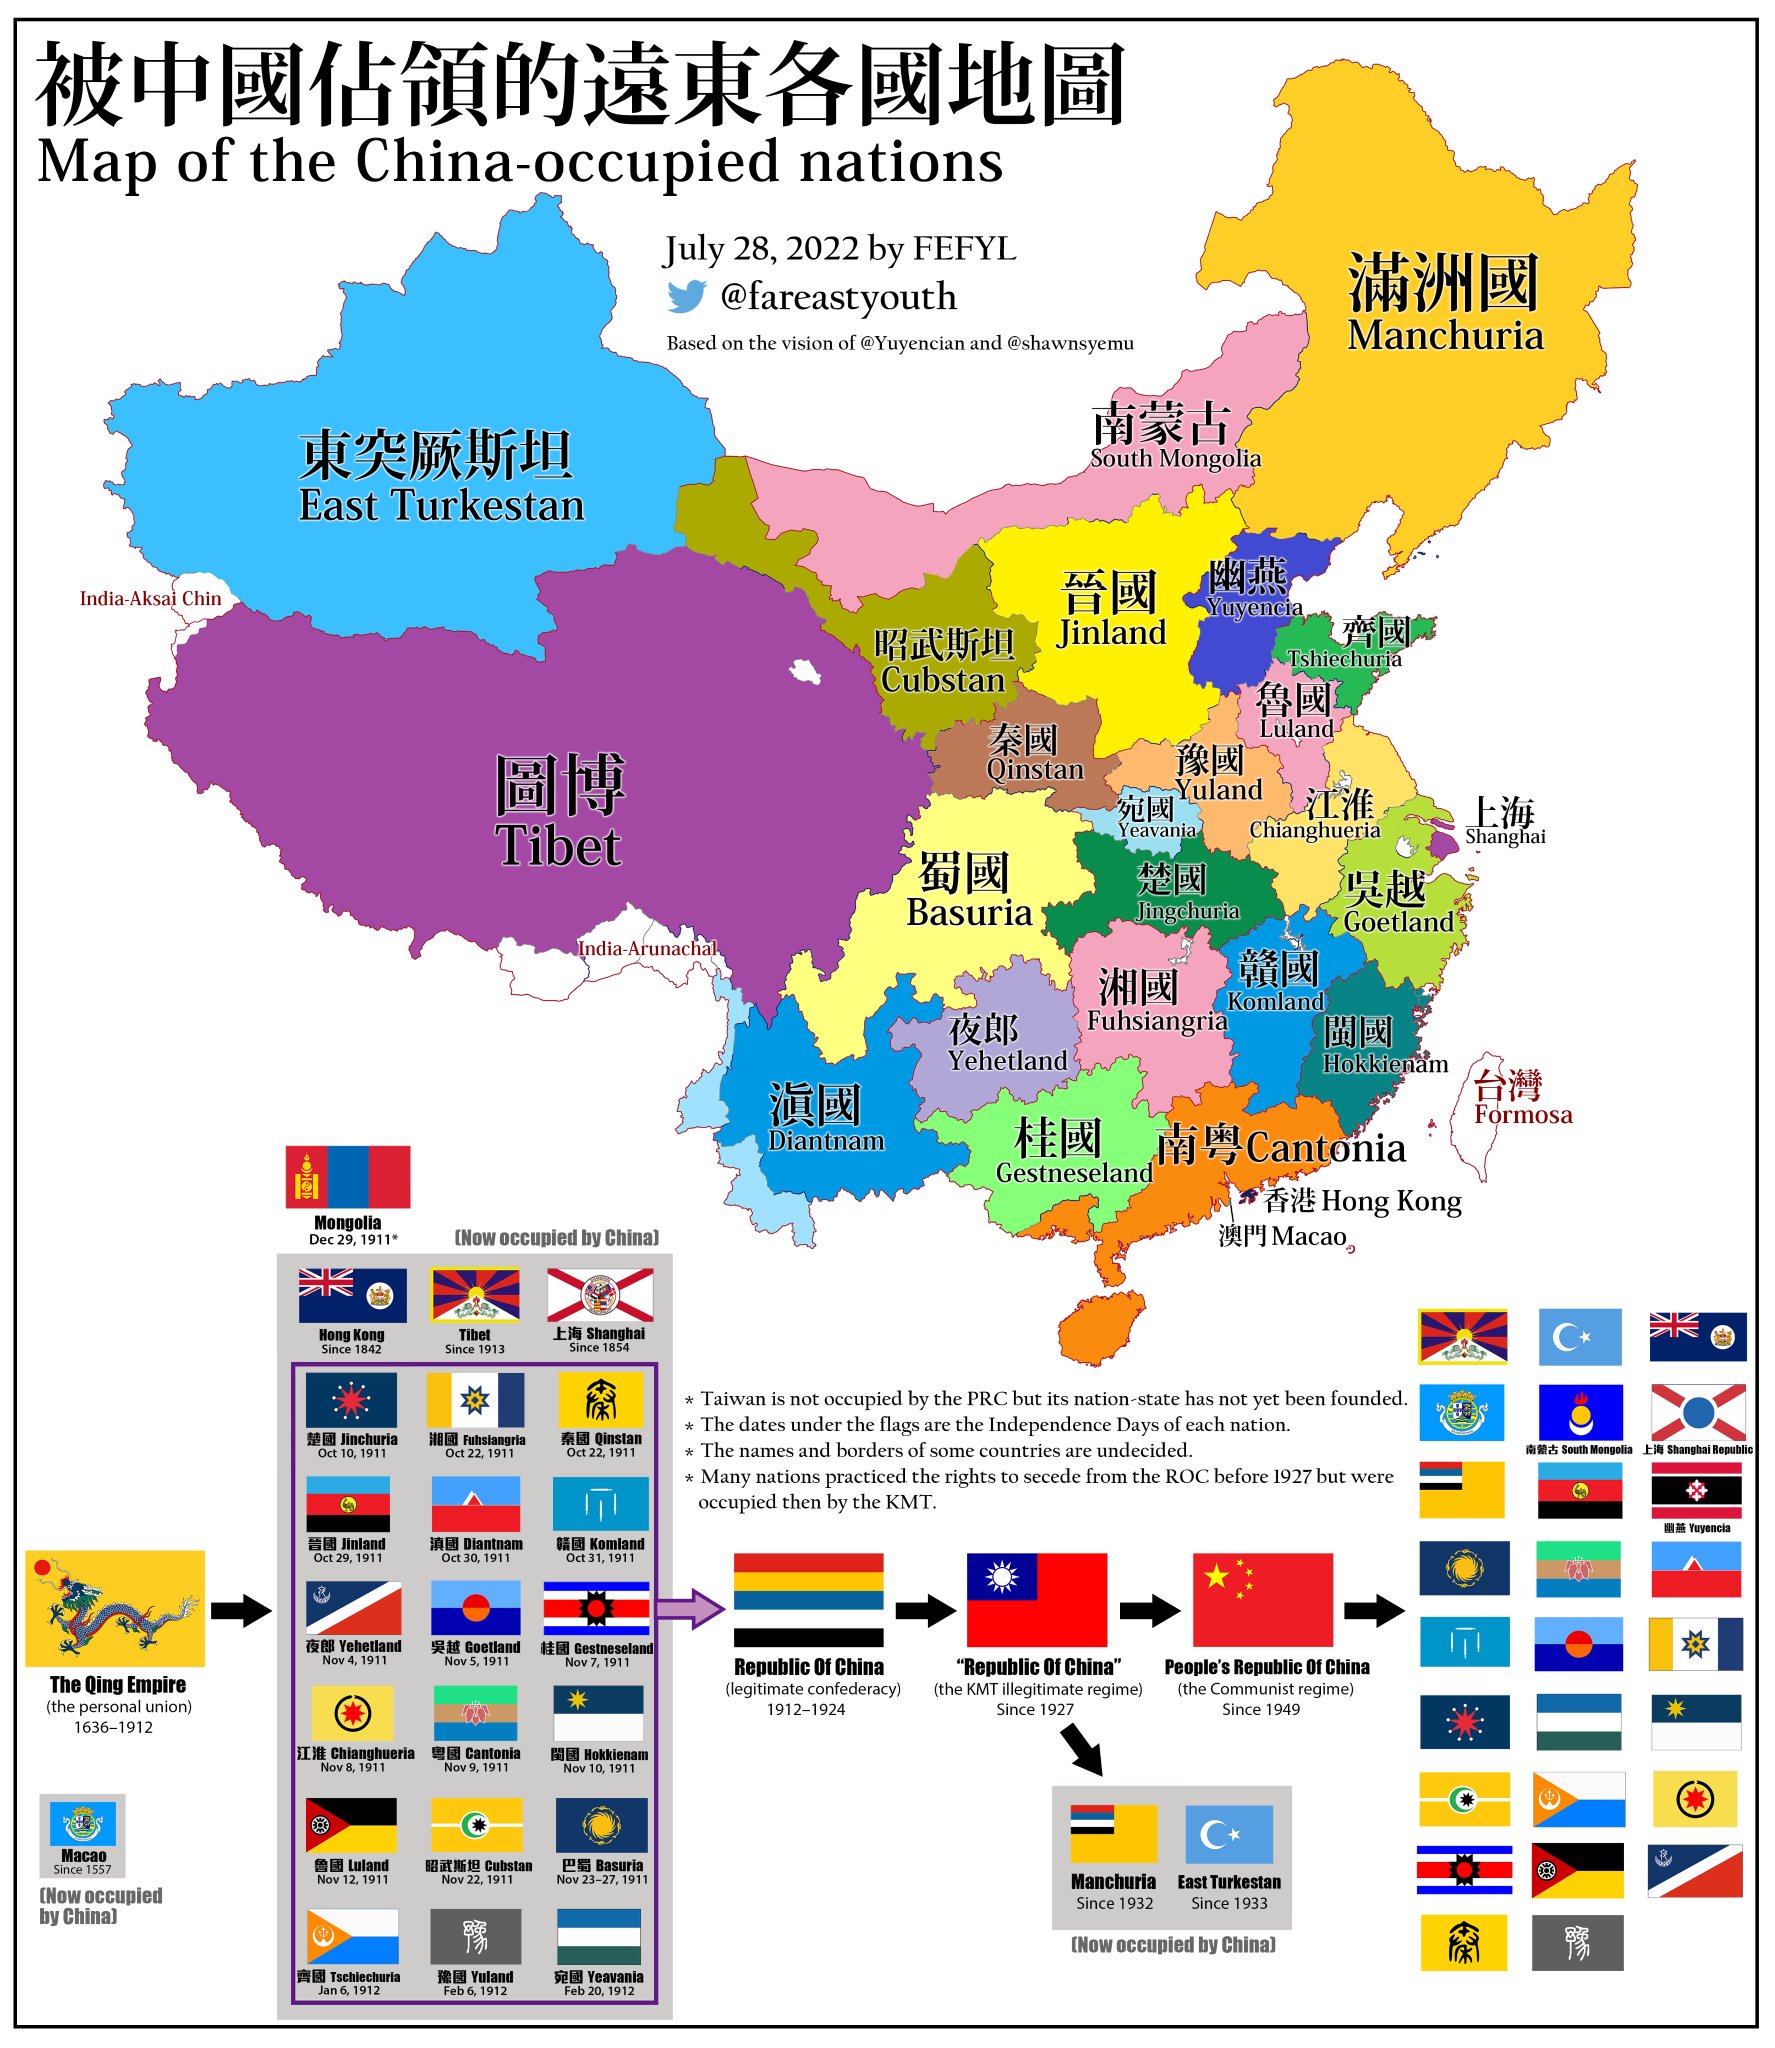 被中國佔領的遠東各國地圖
Map of the China-occupied nations
July 28, 2022 by FEFYL
@fareastyouth
Based on the vision of @Yuyencian and @shawnsyemu
滿洲國
Manchuria
南蒙古
South Mongolia
東突厥斯坦
East Turkestan
India-Aksai Chin
幽燕
Yuyencia
晉國
Jinland
齊國
Tshiechuria
昭武斯坦
Cubstan
魯國
Luland
秦國
Qinstan
豫國
Yuland
圖博
Tibet
宛國
Yeavania
江淮
Chianghueria
上海
Shanghai
蜀國
Basuria
楚國
Jingchuria
吳越
Goetland
India-Arunachal
贛國
Komland
湘國
Fuhsiangria
夜郎
Yehetland
閩國
Hokkienam
台灣
Formosa
滇國
Diantnam
桂國
Gestneseland
南粵Cantonia
香港 Hong Kong
澳門 Macao
Mongolia
Dec 29, 1911*
(Now occupied by China)
Hong Kong
Since 1842
Tibet
Since 1913
上海 Shanghai
Since 1854
楚國 Jinchuria
Oct 10, 1911
湘國 Fuhsiangria
Oct 22, 1911
秦國 Qinstan
Oct 22, 1911
晉國 Jinland
Oct 29, 1911
滇國 Diantnam
Oct 30, 1911
贛國 Komland
Oct 31, 1911
夜郎 Yehetland
Nov 4, 1911
吳越 Goetland
Nov 5, 1911
桂國 Gestneseland
Nov 7, 1911
江淮 Chianghueria
Nov 8, 1911
粵國 Cantonia
Nov 9, 1911
閩國 Hokkienam
Nov 10, 1911
魯國 Luland
Nov 12, 1911
昭武斯坦 Cubstan
Nov 22, 1911
巴蜀 Basuria
Nov 23–27, 1911
齊國 Tschiechuria
Jan 6, 1912
豫國 Yuland
Feb 6, 1912
宛國 Yeavania
Feb 20, 1912
The Qing Empire
(the personal union)
1636–1912
Macao
Since 1557
(Now occupied
by China)
* Taiwan is not occupied by the PRC but its nation-state has not yet been founded.
* The dates under the flags are the Independence Days of each nation.
* The names and borders of some countries are undecided.
* Many nations practiced the rights to secede from the ROC before 1927 but were
occupied then by the KMT.
Republic Of China
(legitimate confederacy)
1912–1924
“Republic Of China”
(the KMT illegitimate regime)
Since 1927
People’s Republic Of China
(the Communist regime)
Since 1949
Manchuria
Since 1932
East Turkestan
Since 1933
(Now occupied by China)
南蒙古 South Mongolia
上海 Shanghai Republic
幽燕 Yuyencia